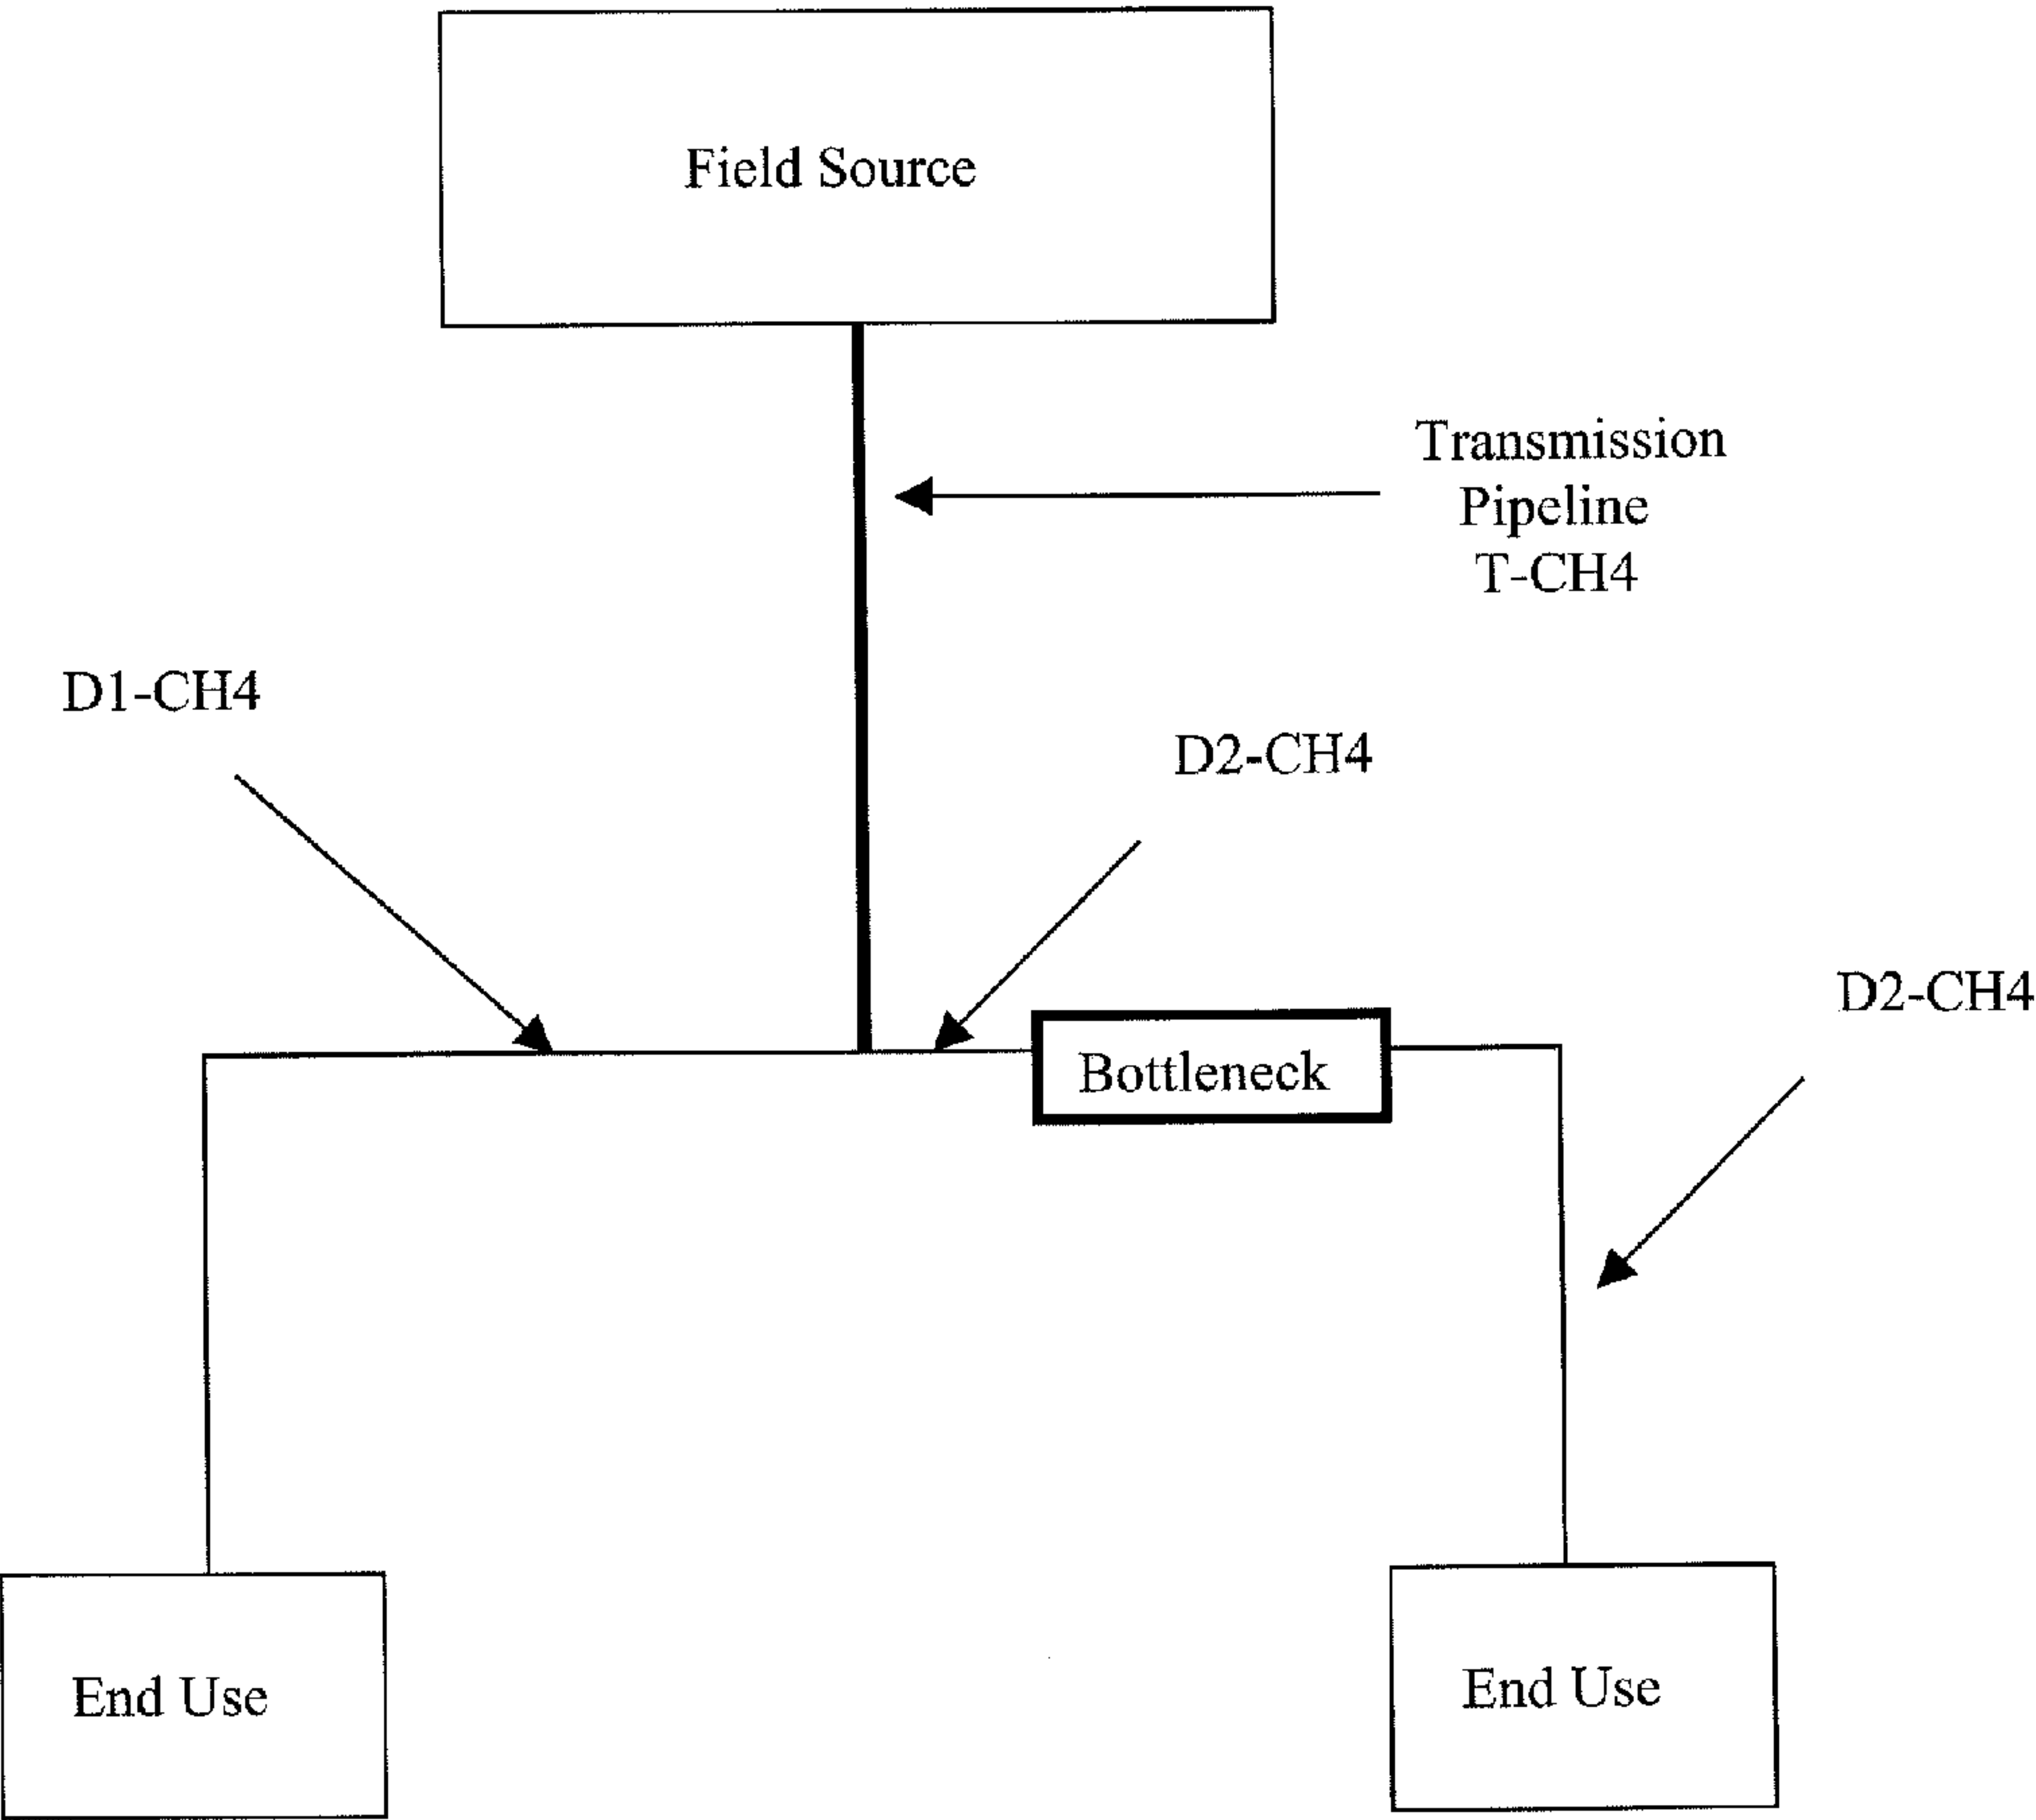 Field Source
Transmission
Pipeline
T-CH4
D1-CH4
D2-CH4
D2-CH4
Bottleneck
End Use
End Use